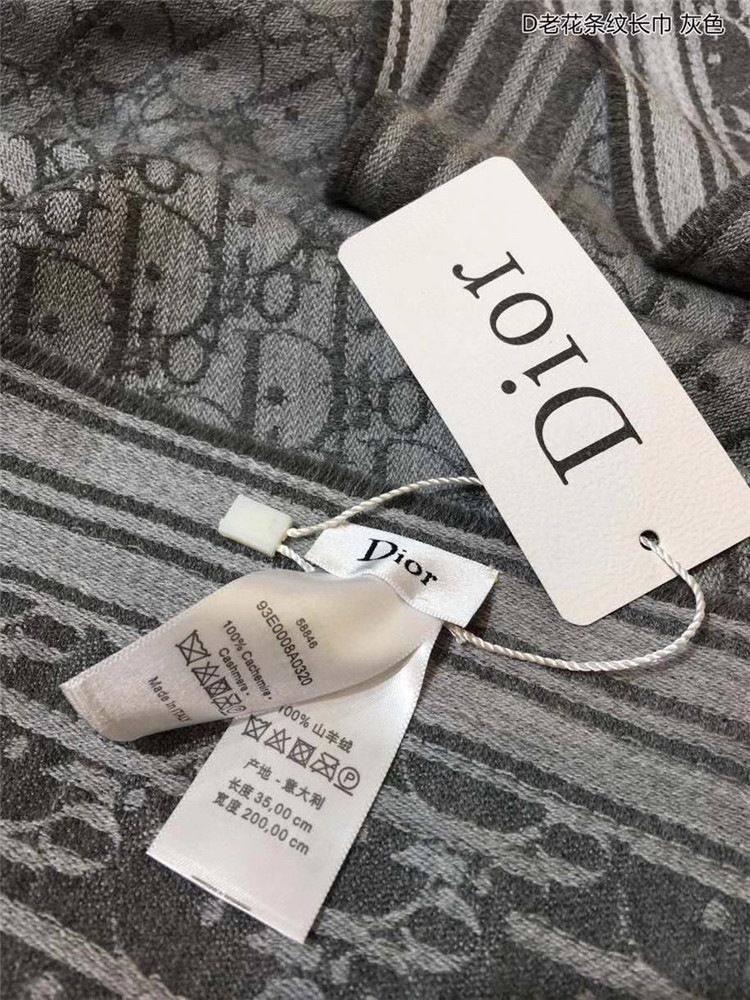 D老花条纹长巾 灰色
Dior
Dior
58846
93E0008A0320
100% Cachemire -
Cashmere -
Made In ITALY
100% 山羊绒
P
产地 - 意大利
长度 35,00 cm
宽度 200,00 cm